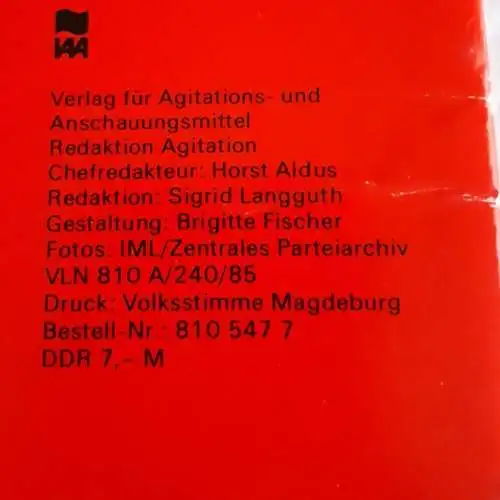 VAA
Verlag für Agitations- und
Anschauungsmittel
Redaktion Agitation
Chefredakteur: Horst Aldus
Redaktion: Sigrid Langguth
Gestaltung: Brigitte Fischer
Fotos: IML/Zentrales Parteiarchiv
VLN 810 A/240/85
Druck: Volksstimme Magdeburg
Bestell-Nr.: 810 547 7
DDR 7,– M